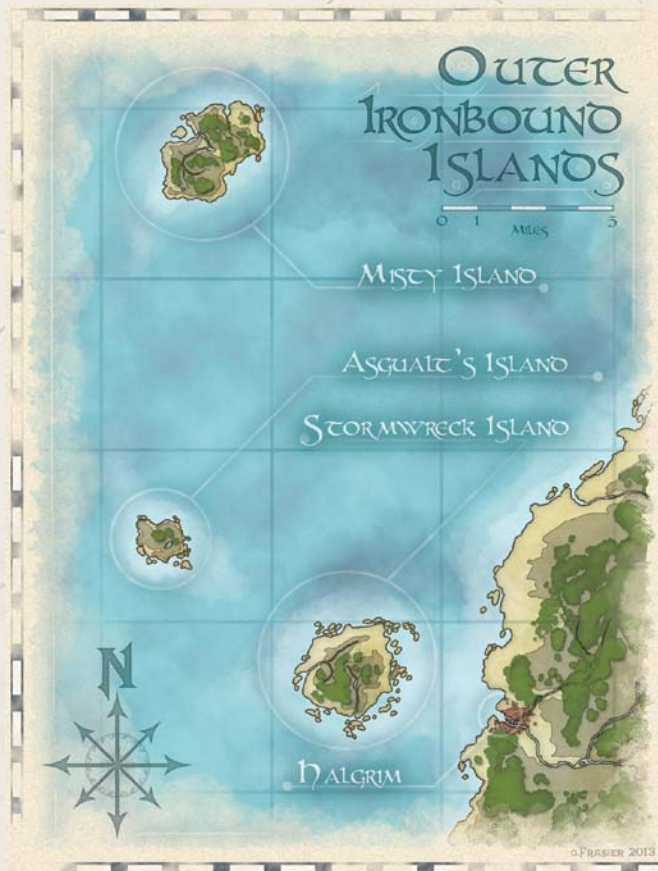 OUTER
IRONBOUND
ISLANDS
0 1 5
MILES
MISTY ISLAND
ASGUALT'S ISLAND
STORMWRECK ISLAND
N
HALGRIM
©FRASIER 2013